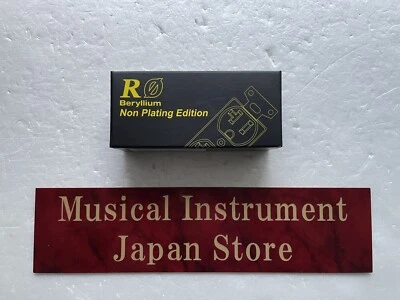 R
Beryllium
Non Plating Edition
Musical Instrument
Japan Store